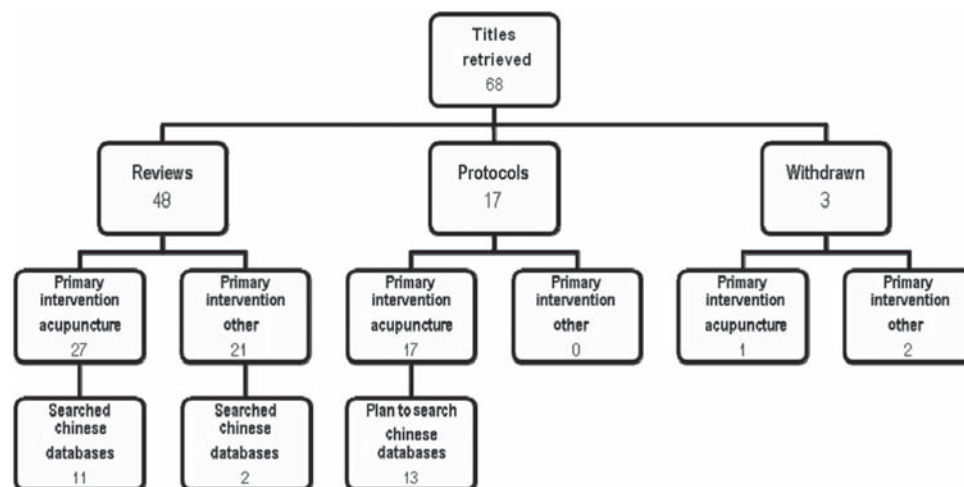 Titles
retrieved
68
Reviews
48
Protocols
17
Withdrawn
3
Primary
intervention
acupuncture
27
Primary
intervention
other
21
Primary
intervention
acupuncture
17
Primary
intervention
other
0
Primary
intervention
acupuncture
1
Primary
intervention
other
2
Searched
chinese
databases
11
Searched
chinese
databases
2
Plan to search
chinese
databases
13